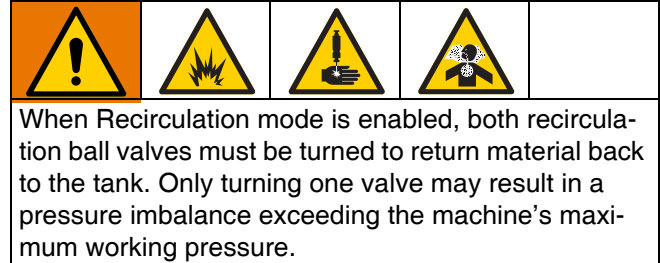 When Recirculation mode is enabled, both recircula-
tion ball valves must be turned to return material back
to the tank. Only turning one valve may result in a
pressure imbalance exceeding the machine's maxi-
mum working pressure.